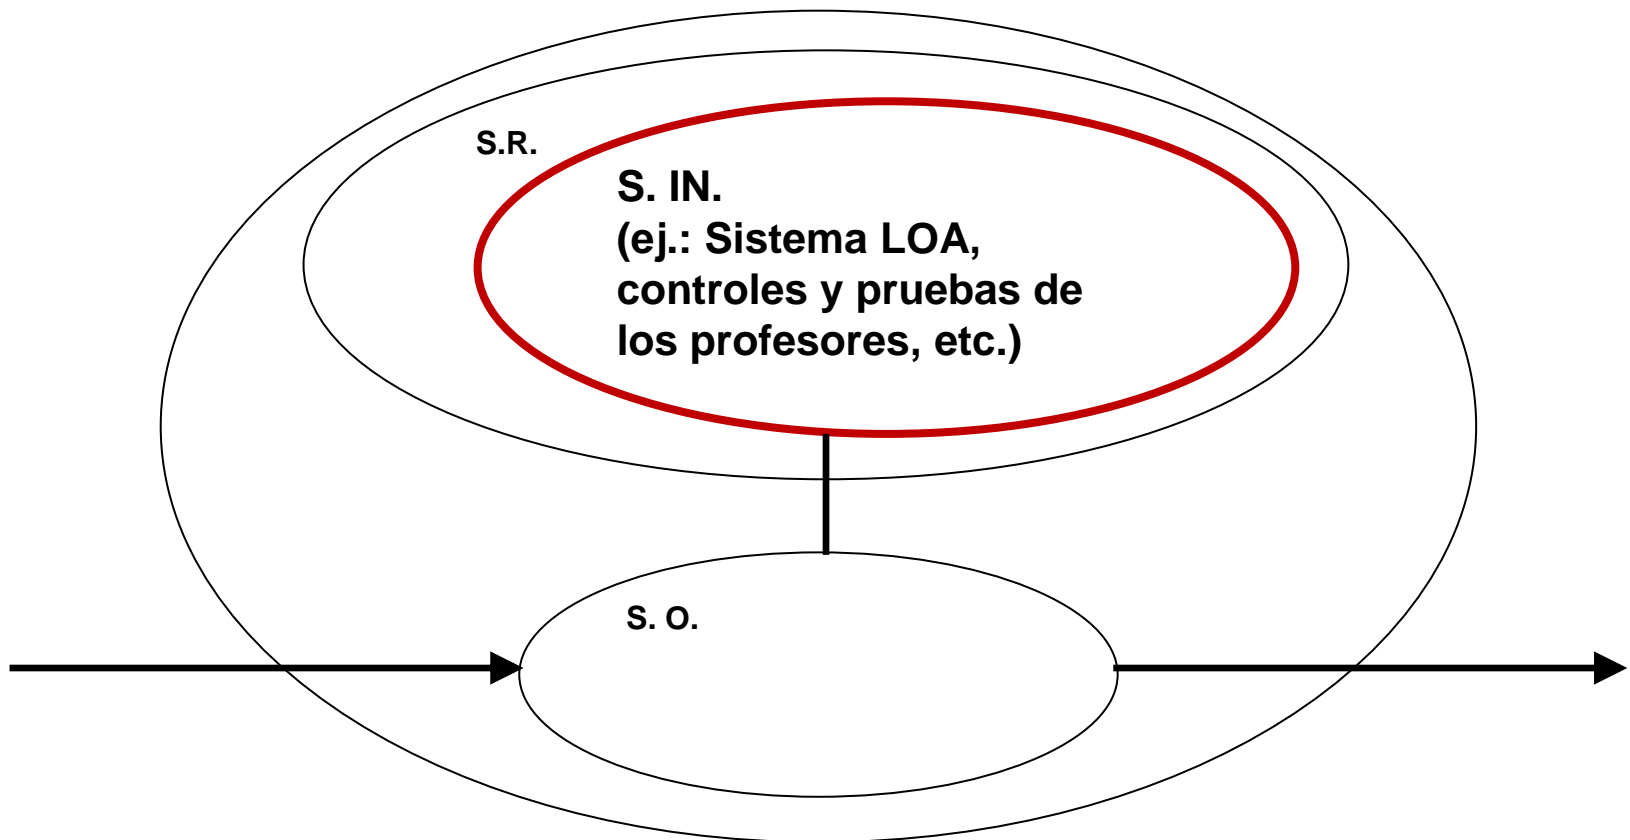 S.R.
S. IN.
(ej.: Sistema LOA,
controles y pruebas de
los profesores, etc.)
S. O.